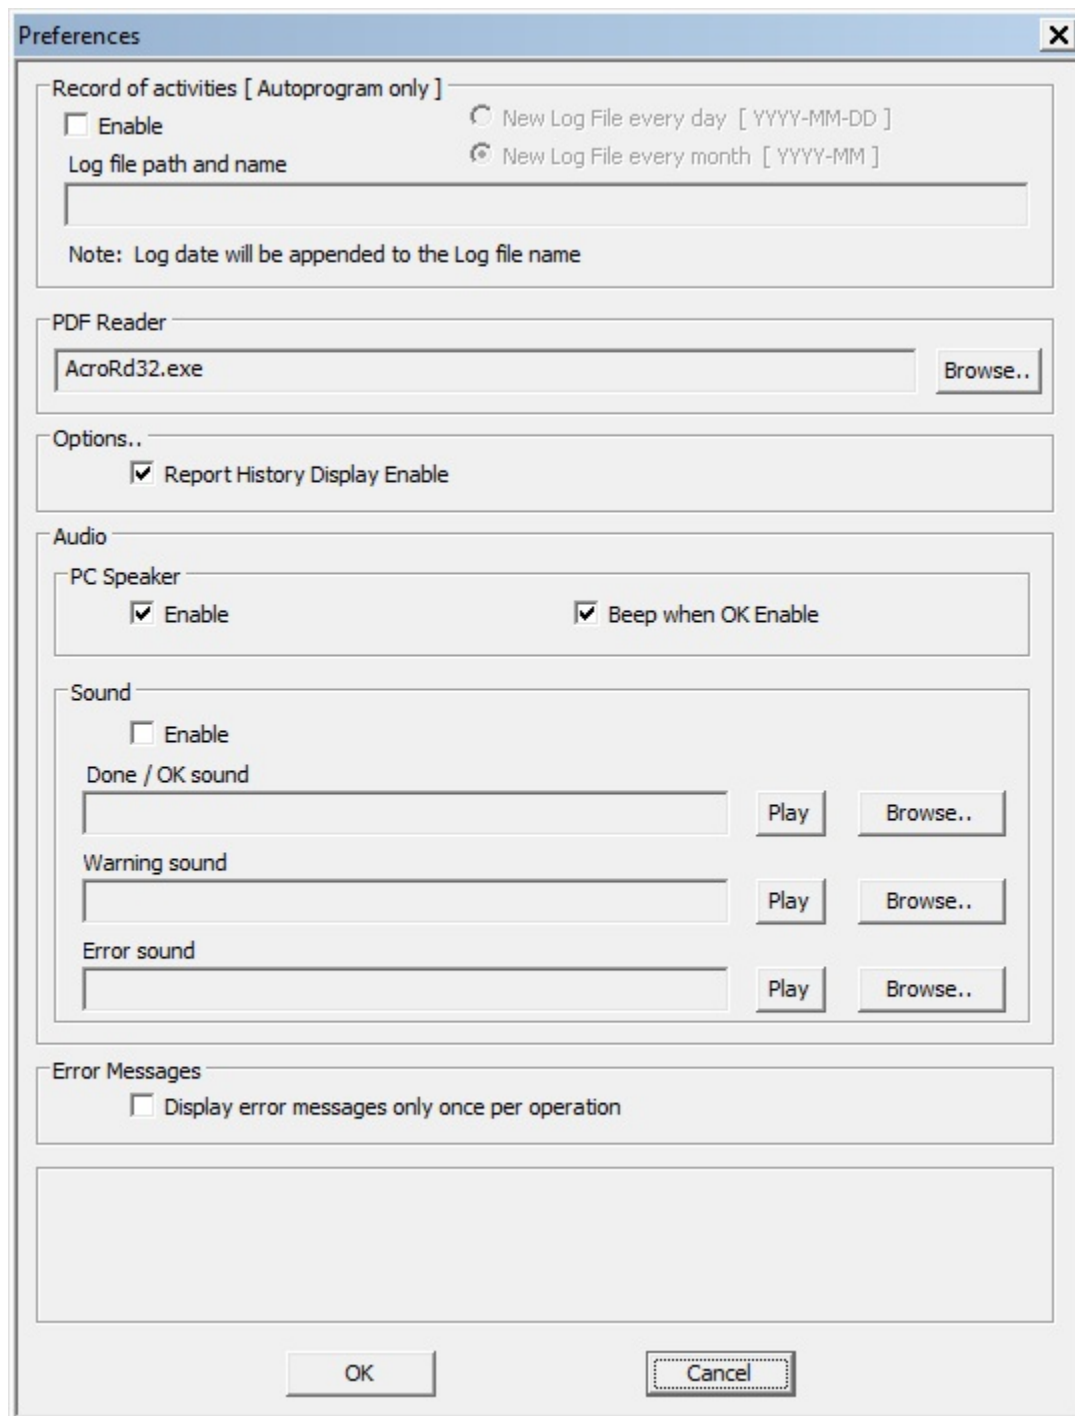 Preferences
Record of activities [ Autoprogram only ]
Enable
New Log File every day [ YYYY-MM-DD ]
New Log File every month [ YYYY-MM ]
Log file path and name
Note: Log date will be appended to the Log file name
PDF Reader
AcroRd32.exe
Browse..
Options..
Report History Display Enable
Audio
PC Speaker
Enable
Beep when OK Enable
Sound
Enable
Done / OK sound
Play
Browse..
Warning sound
Play
Browse..
Error sound
Play
Browse..
Error Messages
Display error messages only once per operation
OK
Cancel